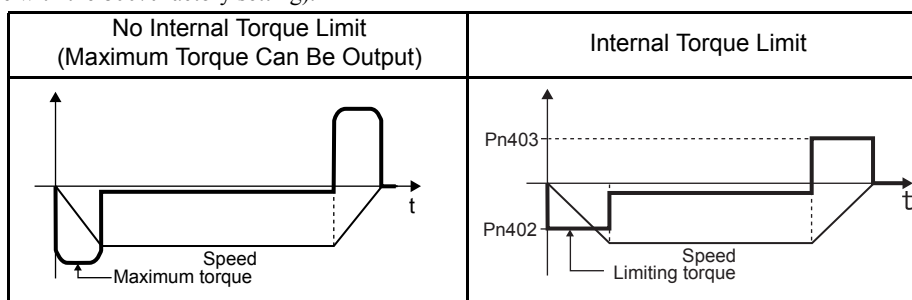 No Internal Torque Limit
(Maximum Torque Can Be Output)
Internal Torque Limit
t
Speed
Maximum torque
Pn403
Pn402
t
Speed
Limiting torque